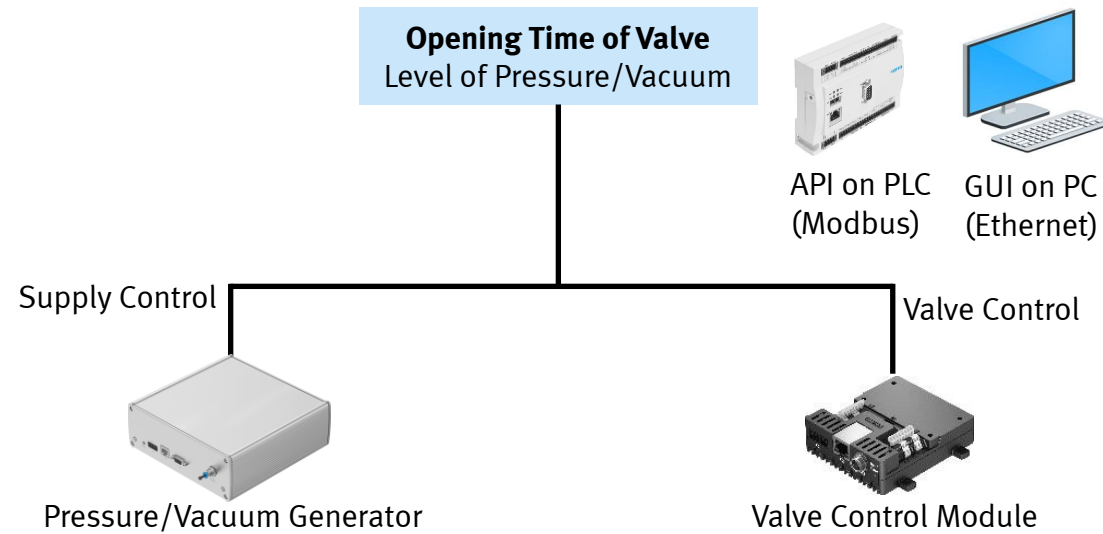 Opening Time of Valve
Level of Pressure/Vacuum
API on PLC
(Modbus)
GUI on PC
(Ethernet)
Supply Control
Valve Control
Pressure/Vacuum Generator
Valve Control Module